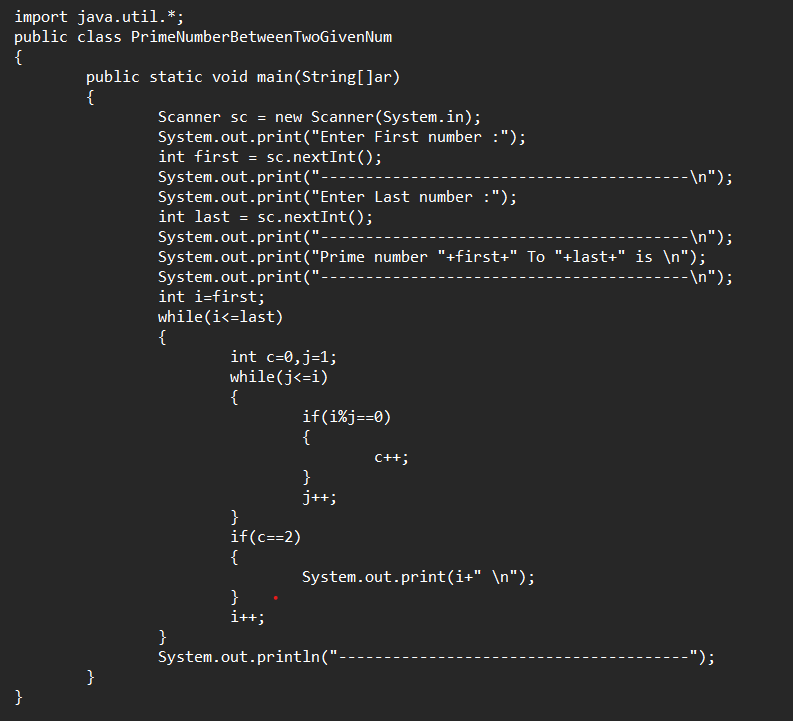 import java.util.*;
public class PrimeNumberBetweenTwoGivenNum
{
        public static void main(String[]ar)
        {
                Scanner sc = new Scanner(System.in);
                System.out.print("Enter First number :");
                int first = sc.nextInt();
                System.out.print("-----------------------------------------\n");
                System.out.print("Enter Last number :");
                int last = sc.nextInt();
                System.out.print("-----------------------------------------\n");
                System.out.print("Prime number "+first+" To "+last+" is \n");
                System.out.print("-----------------------------------------\n");
                int i=first;
                while(i<=last)
                {
                        int c=0,j=1;
                        while(j<=i)
                        {
                                if(i%j==0)
                                {
                                        c++;
                                }
                                j++;
                        }
                        if(c==2)
                        {
                                System.out.print(i+" \n");
                        }
                        i++;
                }
                System.out.println("---------------------------------------");
        }
}